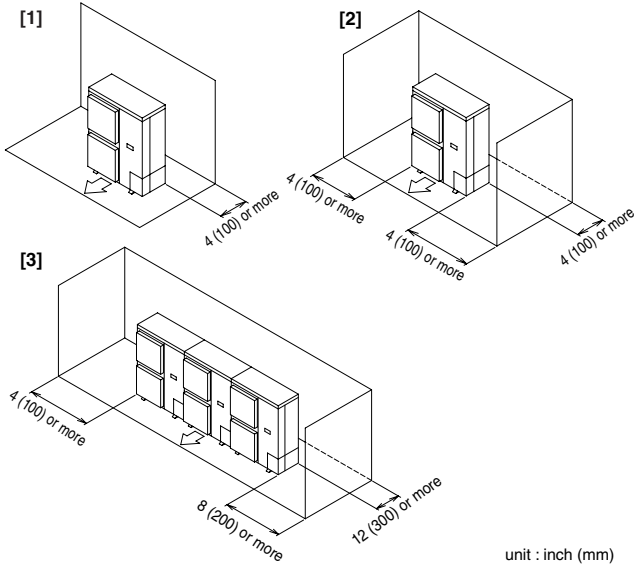 [1]
4 (100) or more
[2]
4 (100) or more
4 (100) or more
4 (100) or more
[3]
4 (100) or more
8 (200) or more
12 (300) or more
unit : inch (mm)